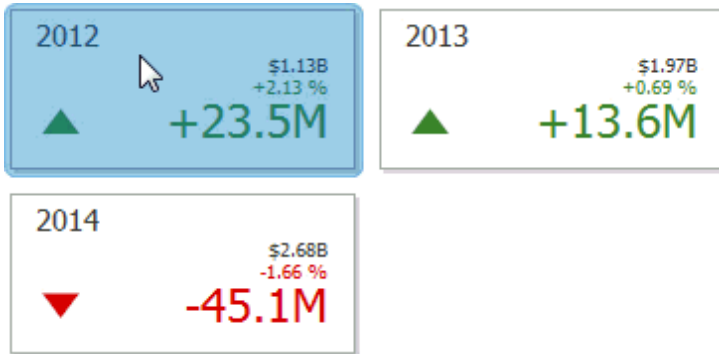 2012
$1.13B
+2.13 %
+23.5M
2013
$1.97B
+0.69 %
+13.6M
2014
$2.68B
-1.66 %
-45.1M